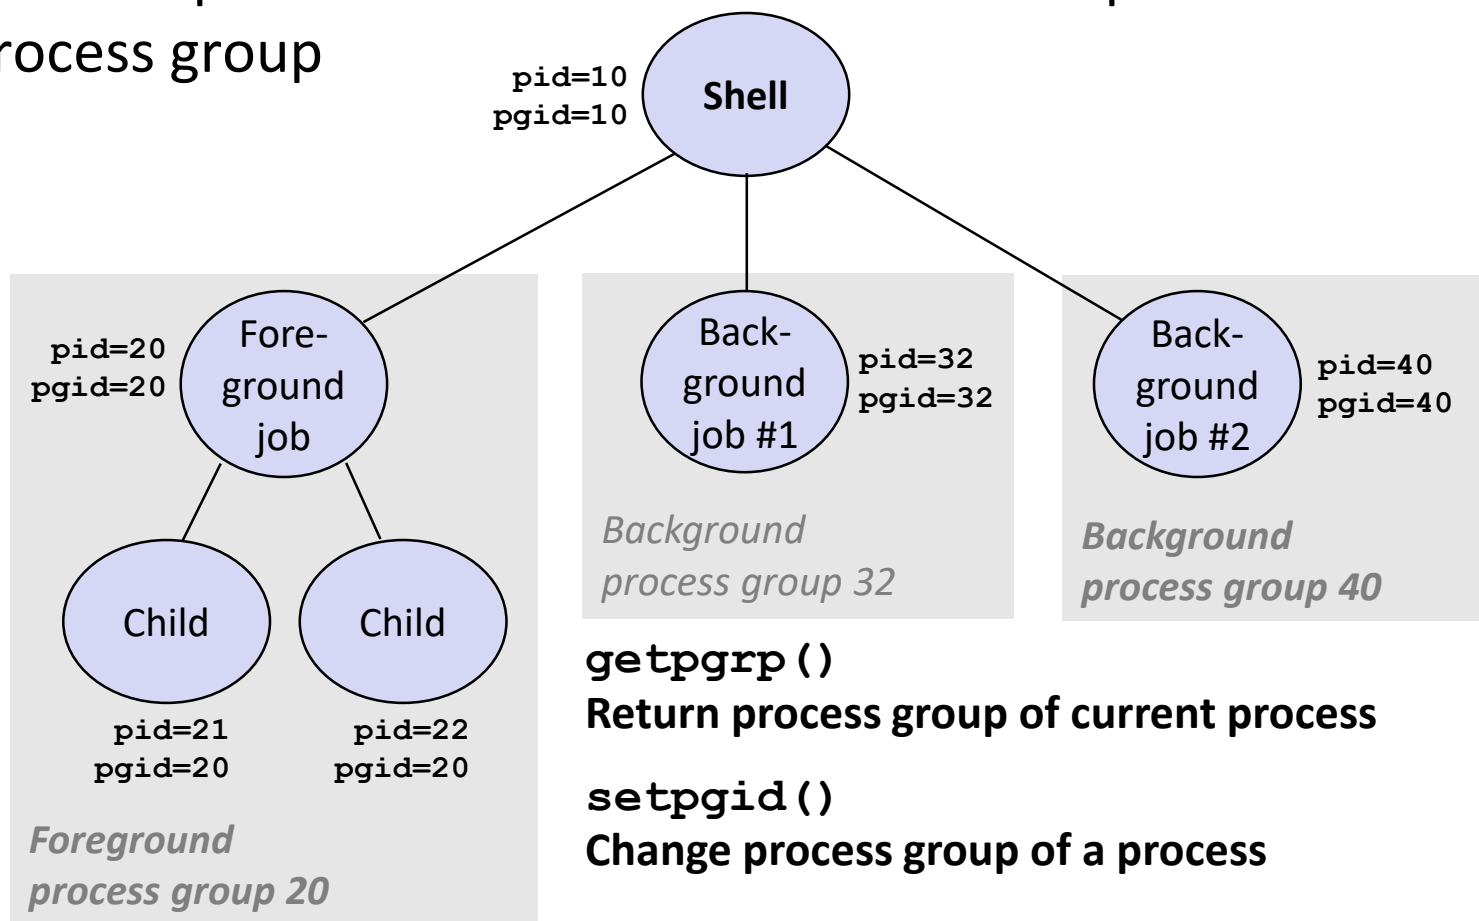 rocess group
pid=10
pgid=10
Shell
pid=20
pgid=20
Fore-
ground
job
Back-
ground
job #1
pid=32
pgid=32
Back-
ground
job #2
pid=40
pgid=40
Background
process group 32
Background
process group 40
Child
Child
pid=21
pgid=20
pid=22
pgid=20
Foreground
process group 20
getpgrp()
Return process group of current process
setpgid()
Change process group of a process